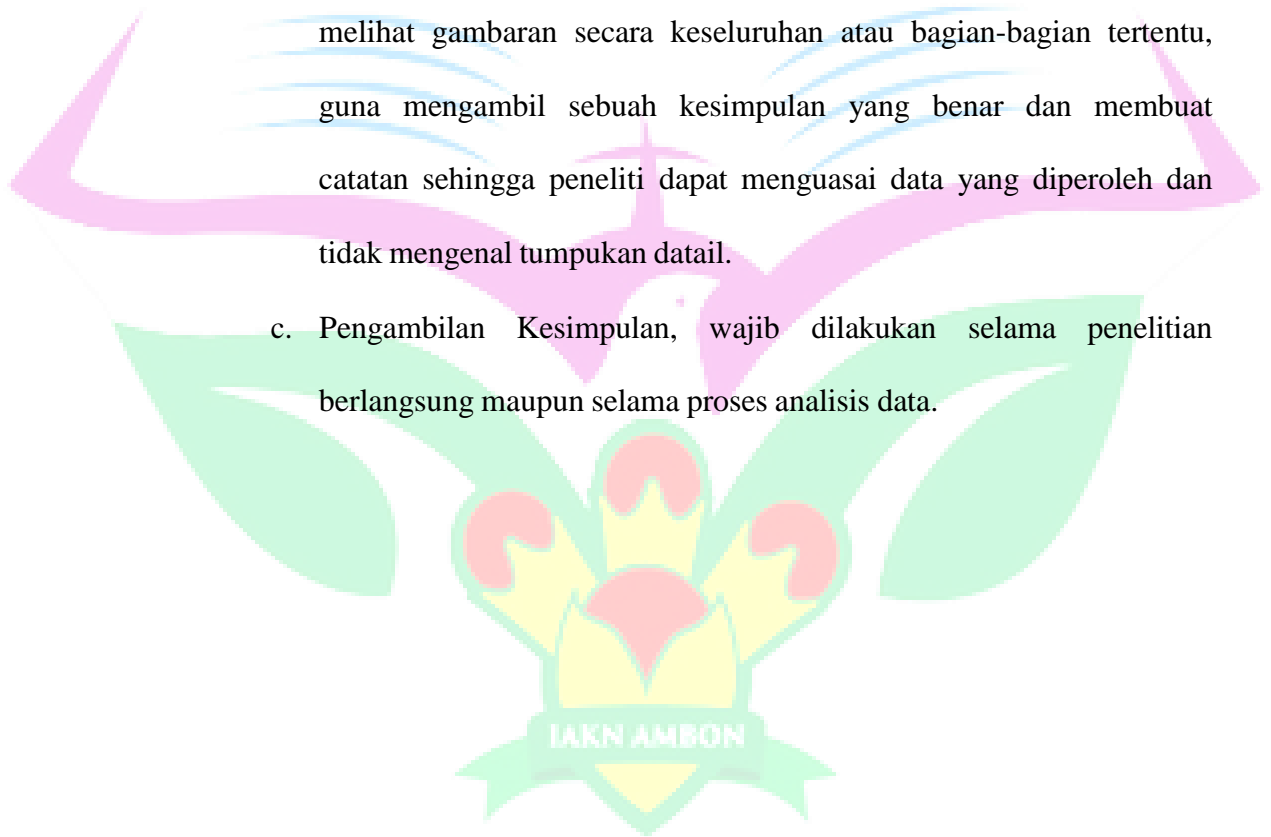 melihat gambaran secara keseluruhan atau bagian-bagian tertentu,
guna mengambil sebuah kesimpulan yang benar dan membuat
catatan sehingga peneliti dapat menguasai data yang diperoleh dan
tidak mengenal tumpukan datail.
c. Pengambilan Kesimpulan, wajib dilakukan selama penelitian
berlangsung maupun selama proses analisis data.
IAKN AMBON